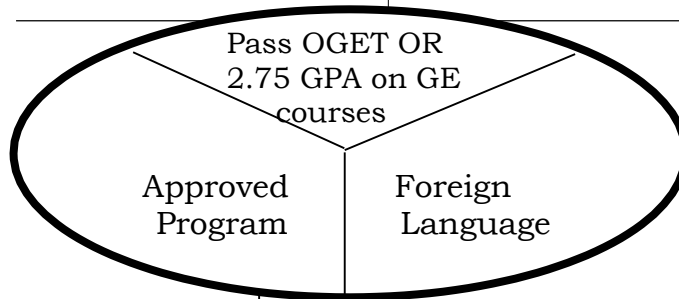 Pass OGET OR
2.75 GPA on GE
courses
Approved
Program
Foreign
Language